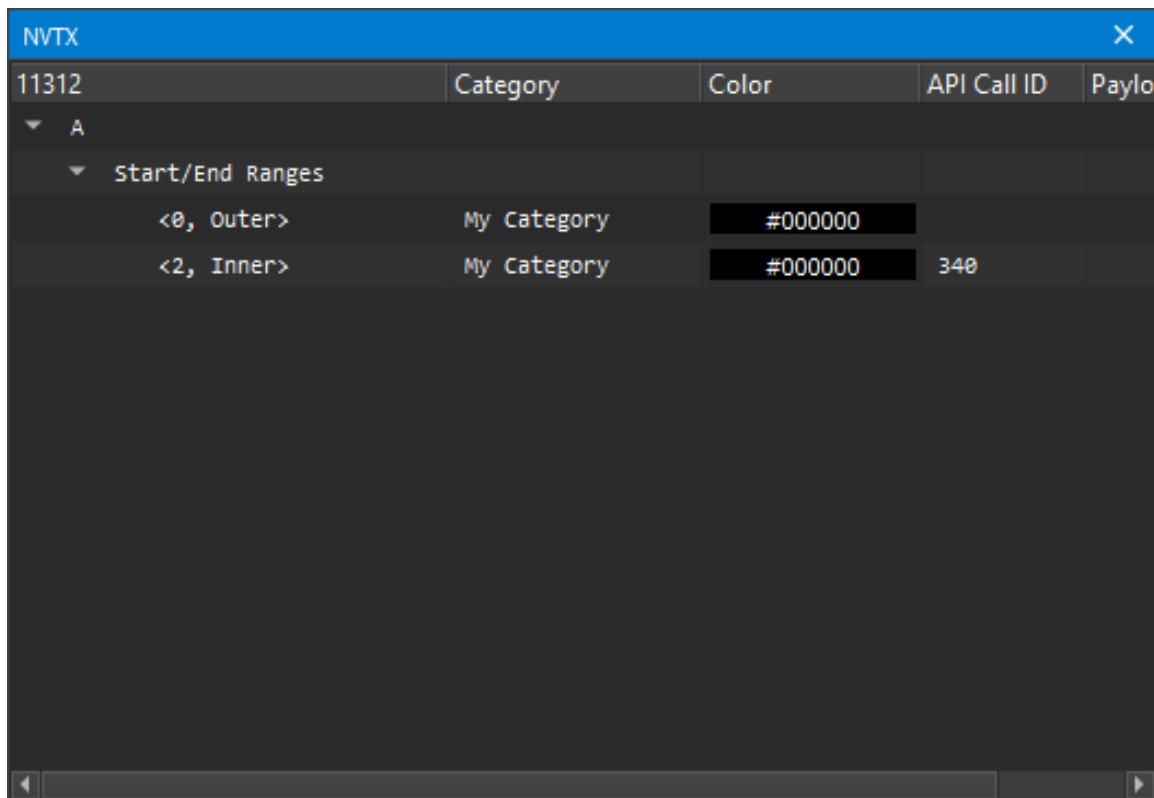 NVTX
11312 Category Color API Call ID Paylo
A
Start/End Ranges
<0, Outer> My Category #000000
<2, Inner> My Category #000000 340